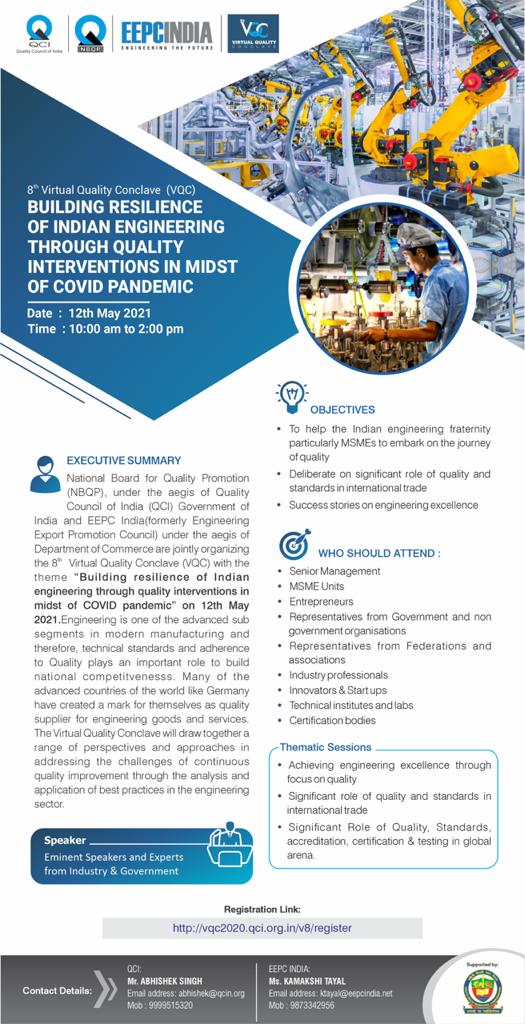 QCI
Quality Council of India
NBQP
EEPCINDIA
ENGINEERING THE FUTURE
VQC
VIRTUAL QUALITY
CONCLAVE
8th Virtual Quality Conclave (VQC)
BUILDING RESILIENCE
OF INDIAN ENGINEERING
THROUGH QUALITY
INTERVENTIONS IN MIDST
OF COVID PANDEMIC
Date : 12th May 2021
Time : 10:00 am to 2:00 pm
EXECUTIVE SUMMARY
National Board for Quality Promotion
(NBQP), under the aegis of Quality
Council of India (QCI) Government of
India and EEPC India(formerly Engineering
Export Promotion Council) under the aegis of
Department of Commerce are jointly organizing
the 8th Virtual Quality Conclave (VQC) with the
theme "Building resilience of Indian
engineering through quality interventions in
midst of COVID pandemic" on 12th May
2021.Engineering is one of the advanced sub
segments in modern manufacturing and
therefore, technical standards and adherence
to Quality plays an important role to build
national competitvenesss. Many of the
advanced countries of the world like Germany
have created a mark for themselves as quality
supplier for engineering goods and services.
The Virtual Quality Conclave will draw together a
range of perspectives and approaches in
addressing the challenges of continuous
quality improvement through the analysis and
application of best practices in the engineering
sector.
Speaker
Eminent Speakers and Experts
from Industry & Government
OBJECTIVES
• To help the Indian engineering fraternity
particularly MSMEs to embark on the journey
of quality
• Deliberate on significant role of quality and
standards in international trade
• Success stories on engineering excellence
WHO SHOULD ATTEND :
• Senior Management
• MSME Units
• Entrepreneurs
• Representatives from Government and non
government organisations
• Representatives from Federations and
associations
• Industry professionals
• Innovators & Start ups
• Technical institutes and labs
• Certification bodies
Thematic Sessions
• Achieving engineering excellence through
focus on quality
• Significant role of quality and standards in
international trade
• Significant Role of Quality, Standards,
accreditation, certification & testing in global
arena.
Registration Link:
http://vqc2020.qci.org.in/v8/register
Contact Details:
QCI:
Mr. ABHISHEK SINGH
Email address: abhishek@qcin.org
Mob : 9999515320
EEPC INDIA:
Ms. KAMAKSHI TAYAL
Email address: ktayal@eepcindia.net
Mob : 9873342956
Supported by: